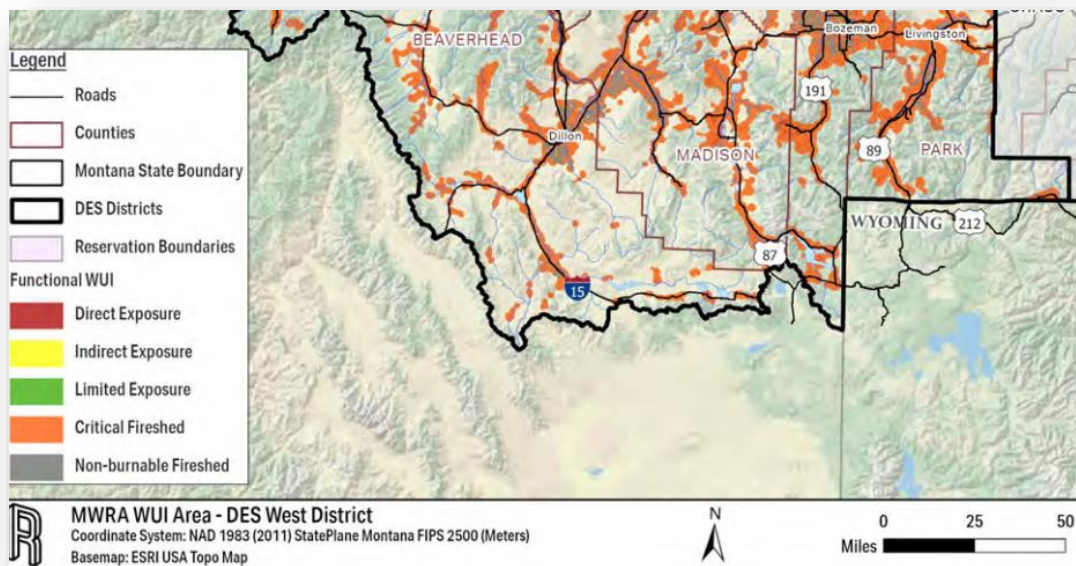 BEAVERHEAD
Bozeman
Livingston
191
Dillon
MADISON
89
PARK
WYOMING
212
87
15
Legend
Roads
Counties
Montana State Boundary
DES Districts
Reservation Boundaries
Functional WUI
Direct Exposure
Indirect Exposure
Limited Exposure
Critical Fireshed
Non-burnable Fireshed
MWRA WUI Area - DES West District
Coordinate System: NAD 1983 (2011) StatePlane Montana FIPS 2500 (Meters)
Basemap: ESRI USA Topo Map
N
0 25 50
Miles